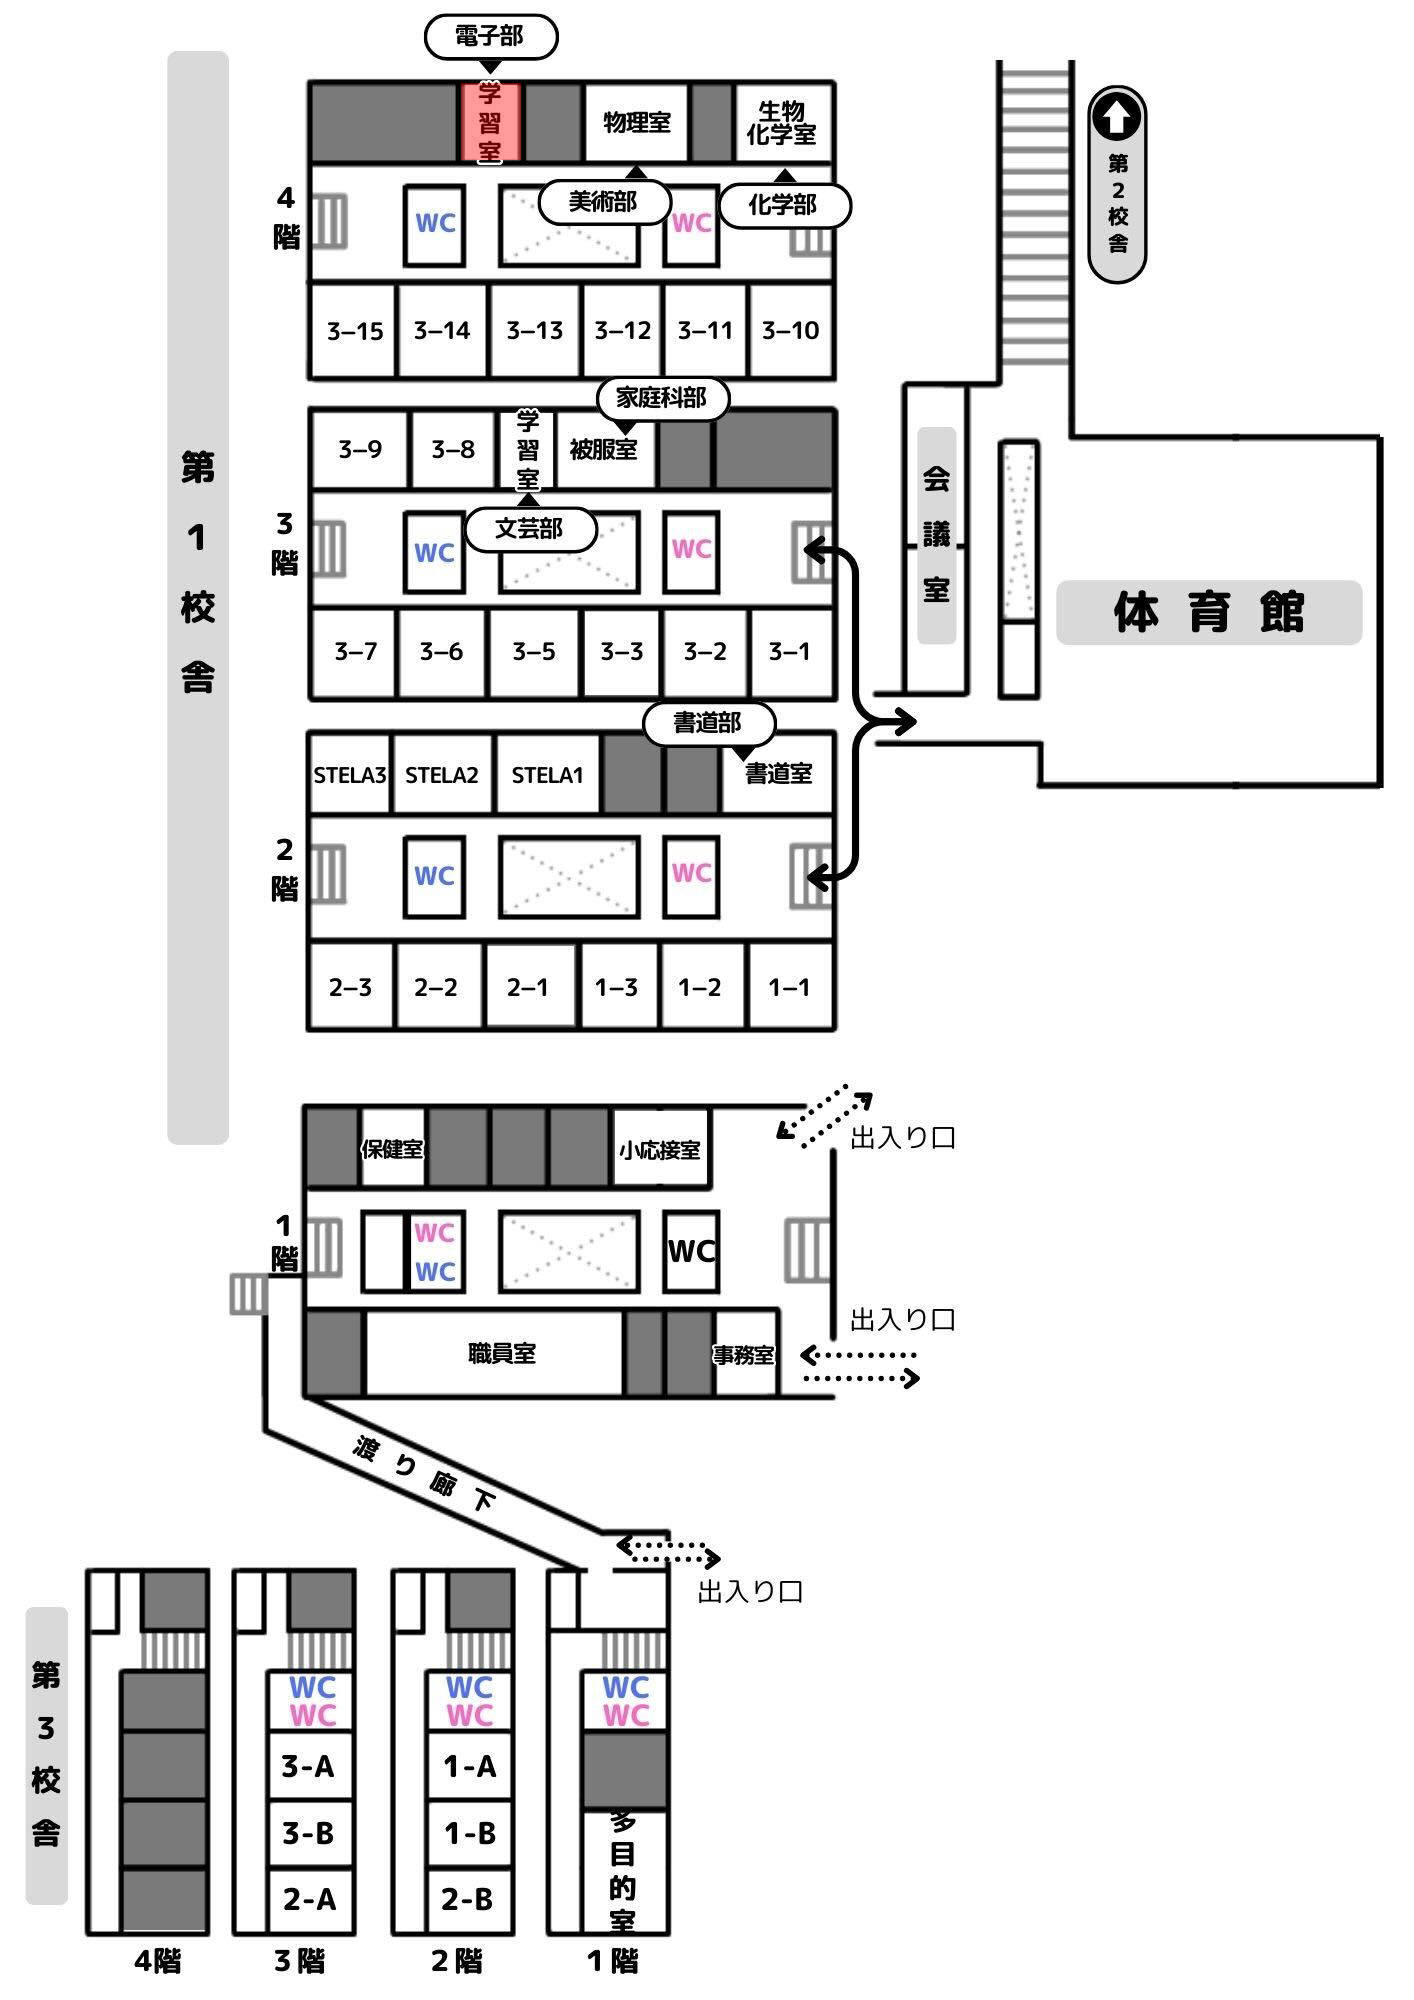 電子部
学習室
物理室
生物
化学室
美術部
化学部
4階
WC
WC
3–15
3–14
3–13
3–12
3–11
3–10
第2校舎
家庭科部
3–9
3–8
学習室
被服室
文芸部
3階
WC
WC
3–7
3–6
3–5
3–3
3–2
3–1
第1校舎
会議室
体育館
書道部
STELA3
STELA2
STELA1
書道室
2階
WC
WC
2–3
2–2
2–1
1–3
1–2
1–1
保健室
小応接室
出入り口
1階
WC
WC
WC
職員室
事務室
出入り口
渡り廊下
出入り口
第3校舎
WC
WC
3-A
3-B
2-A
WC
WC
1-A
1-B
2-B
WC
WC
多目的室
4階
3階
2階
1階